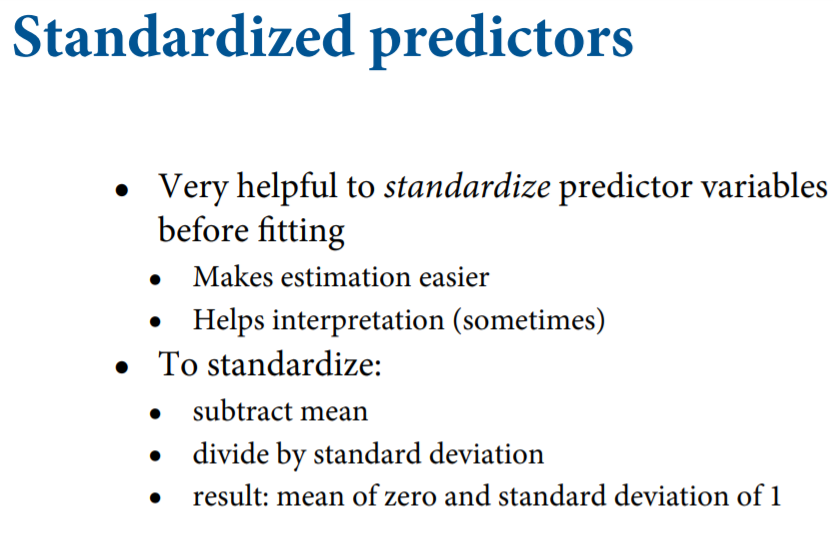 Standardized predictors
• Very helpful to standardize predictor variables
before fitting
• Makes estimation easier
• Helps interpretation (sometimes)
• To standardize:
• subtract mean
• divide by standard deviation
• result: mean of zero and standard deviation of 1